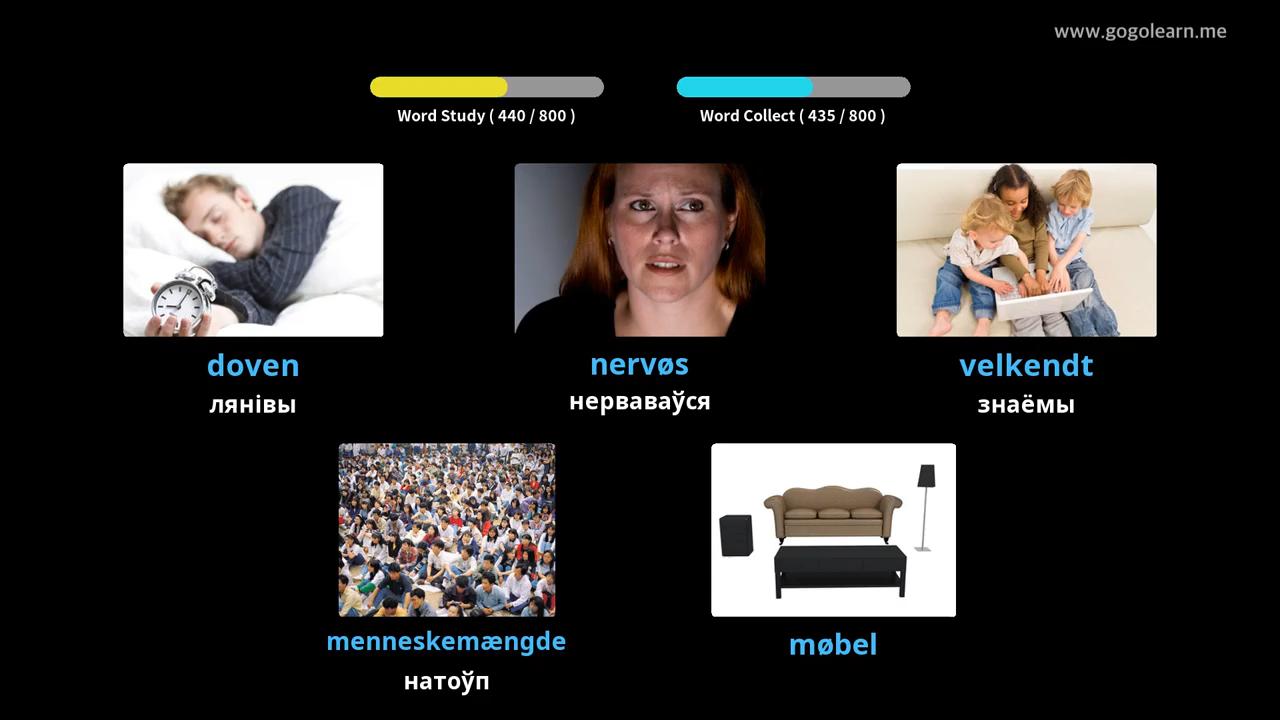 www.gogolearn.me
Word Study ( 440 / 800 )
Word Collect ( 435 / 800 )
doven
nervøs
velkendt
лянівы
нерваваўся
знаёмы
menneskemængde
møbel
натоўп